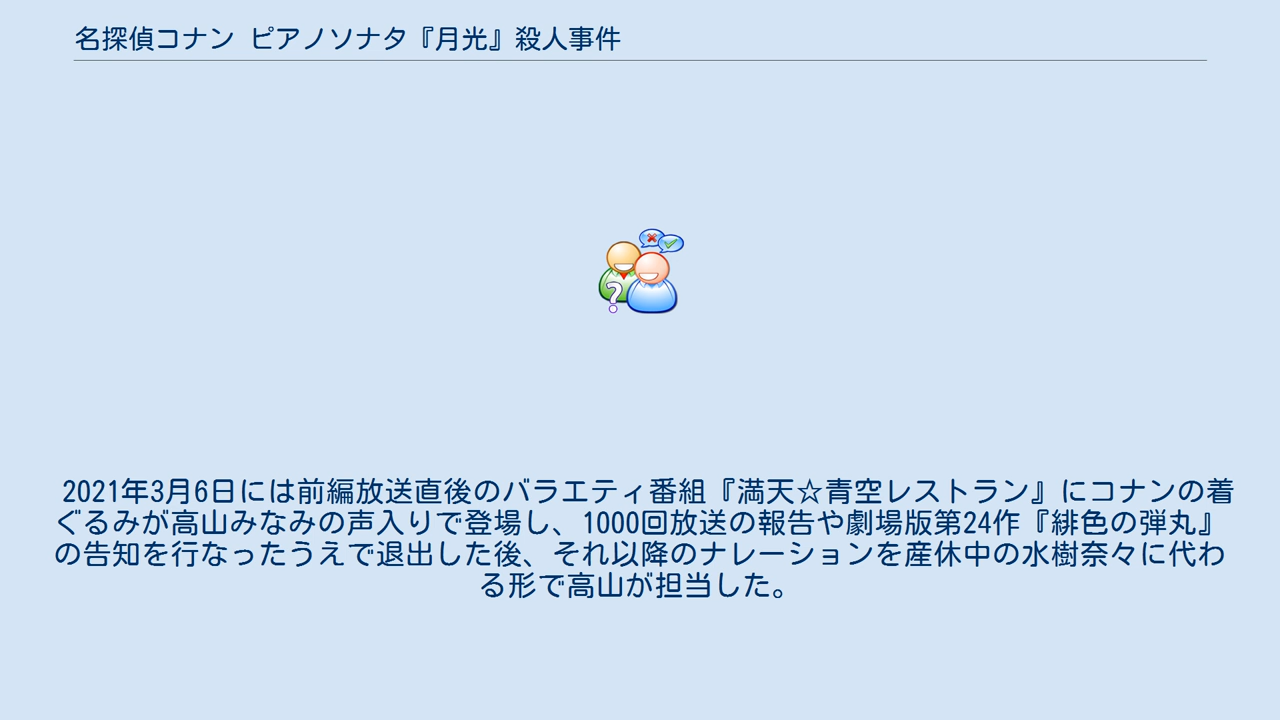 名探偵コナン ピアノソナタ『月光』殺人事件
2021年3月6日には前編放送直後のバラエティ番組『満天☆青空レストラン』にコナンの着
ぐるみが高山みなみの声入りで登場し、1000回放送の報告や劇場版第24作『緋色の弾丸』
の告知を行なったうえで退出した後、それ以降のナレーションを産休中の水樹奈々に代わ
る形で高山が担当した。